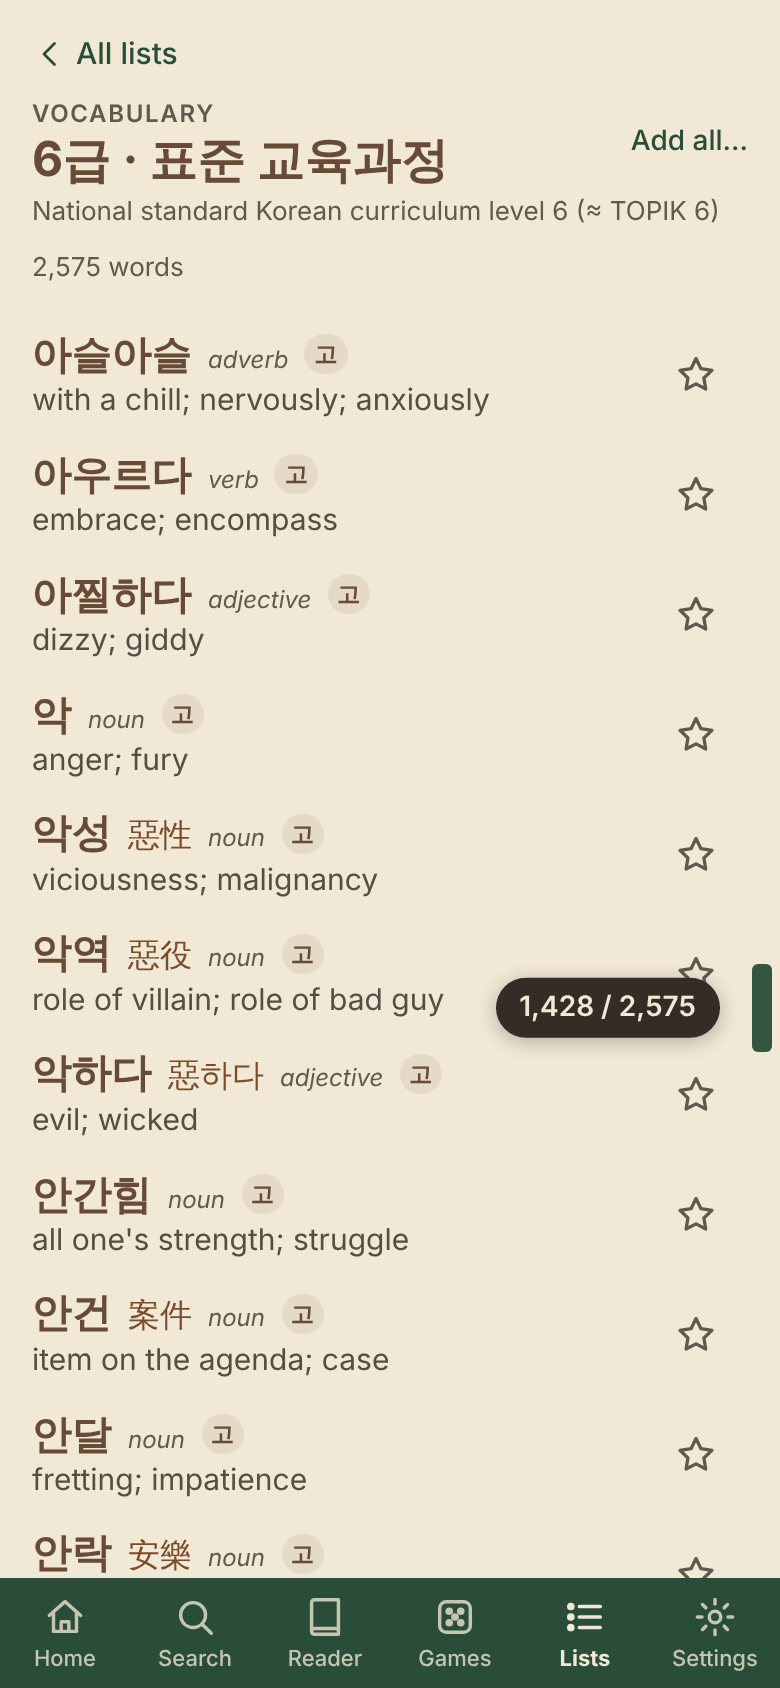 All lists
VOCABULARY
6급 · 표준 교육과정
Add all...
National standard Korean curriculum level 6 (≈ TOPIK 6)
2,575 words
아슬아슬 adverb 고
with a chill; nervously; anxiously
아우르다 verb 고
embrace; encompass
아찔하다 adjective 고
dizzy; giddy
악 noun 고
anger; fury
악성 惡性 noun 고
viciousness; malignancy
악역 惡役 noun 고
role of villain; role of bad guy
1,428 / 2,575
악하다 惡하다 adjective 고
evil; wicked
안간힘 noun 고
all one's strength; struggle
안건 案件 noun 고
item on the agenda; case
안달 noun 고
fretting; impatience
안락 安樂 noun 고
Home Search Reader Games Lists Settings